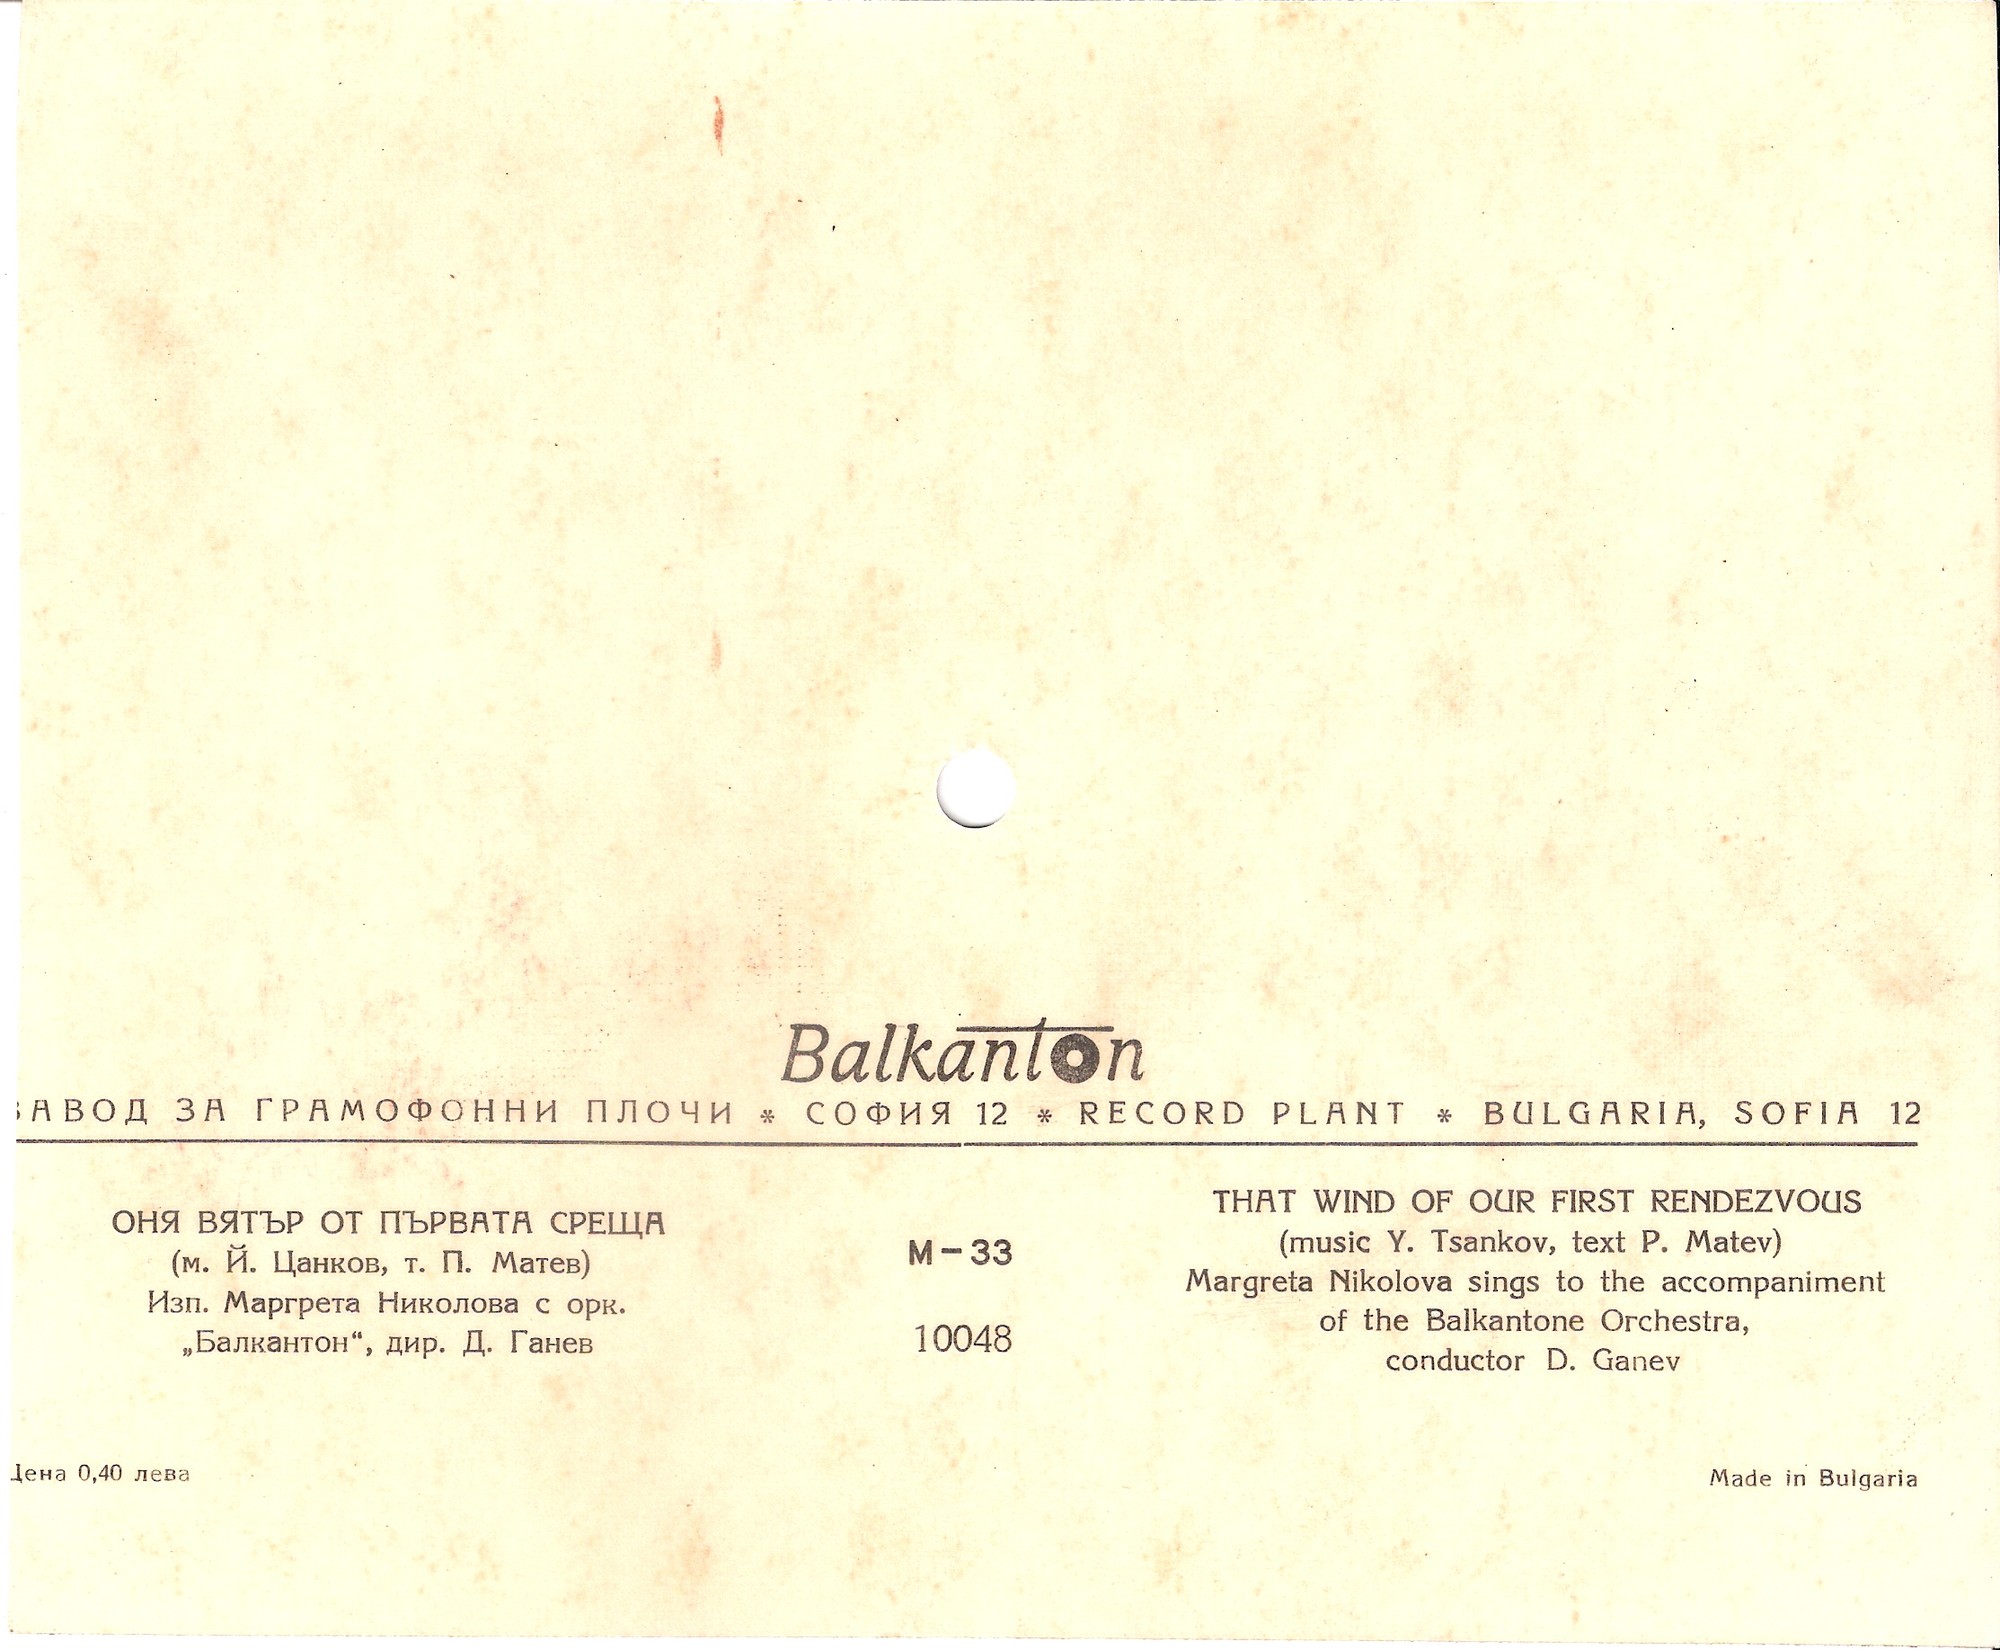 Balkanton
ЗАВОД ЗА ГРАМОФОННИ ПЛОЧИ * СОФИЯ 12 * RECORD PLANT * BULGARIA, SOFIA 12
ОНЯ ВЯТЪР ОТ ПЪРВАТА СРЕЩА
(м. Й. Цанков, т. П. Матев)
Изп. Маргрета Николова с орк.
„Балкантон“, дир. Д. Ганев
М-33
10048
THAT WIND OF OUR FIRST RENDEZVOUS
(music Y. Tsankov, text P. Matev)
Margreta Nikolova sings to the accompaniment
of the Balkantone Orchestra,
conductor D. Ganev
Цена 0,40 лева
Made in Bulgaria